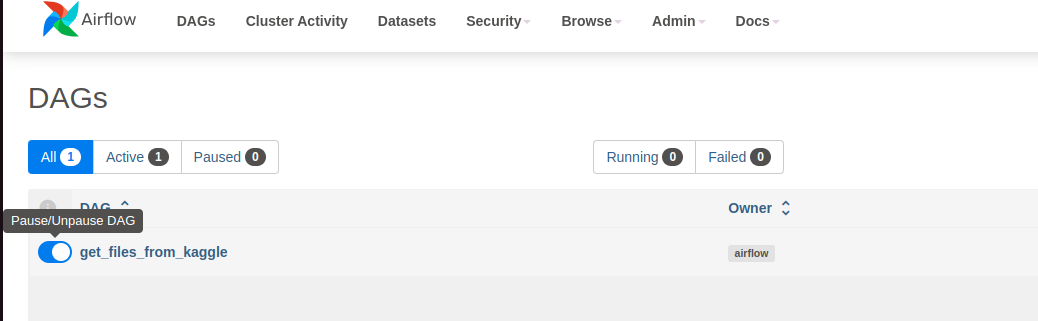 Airflow DAGs Cluster Activity Datasets Security Browse Admin Docs
DAGs
All 1 Active 1 Paused 0 Running 0 Failed 0
DAG Owner
Pause/Unpause DAG
get_files_from_kaggle airflow